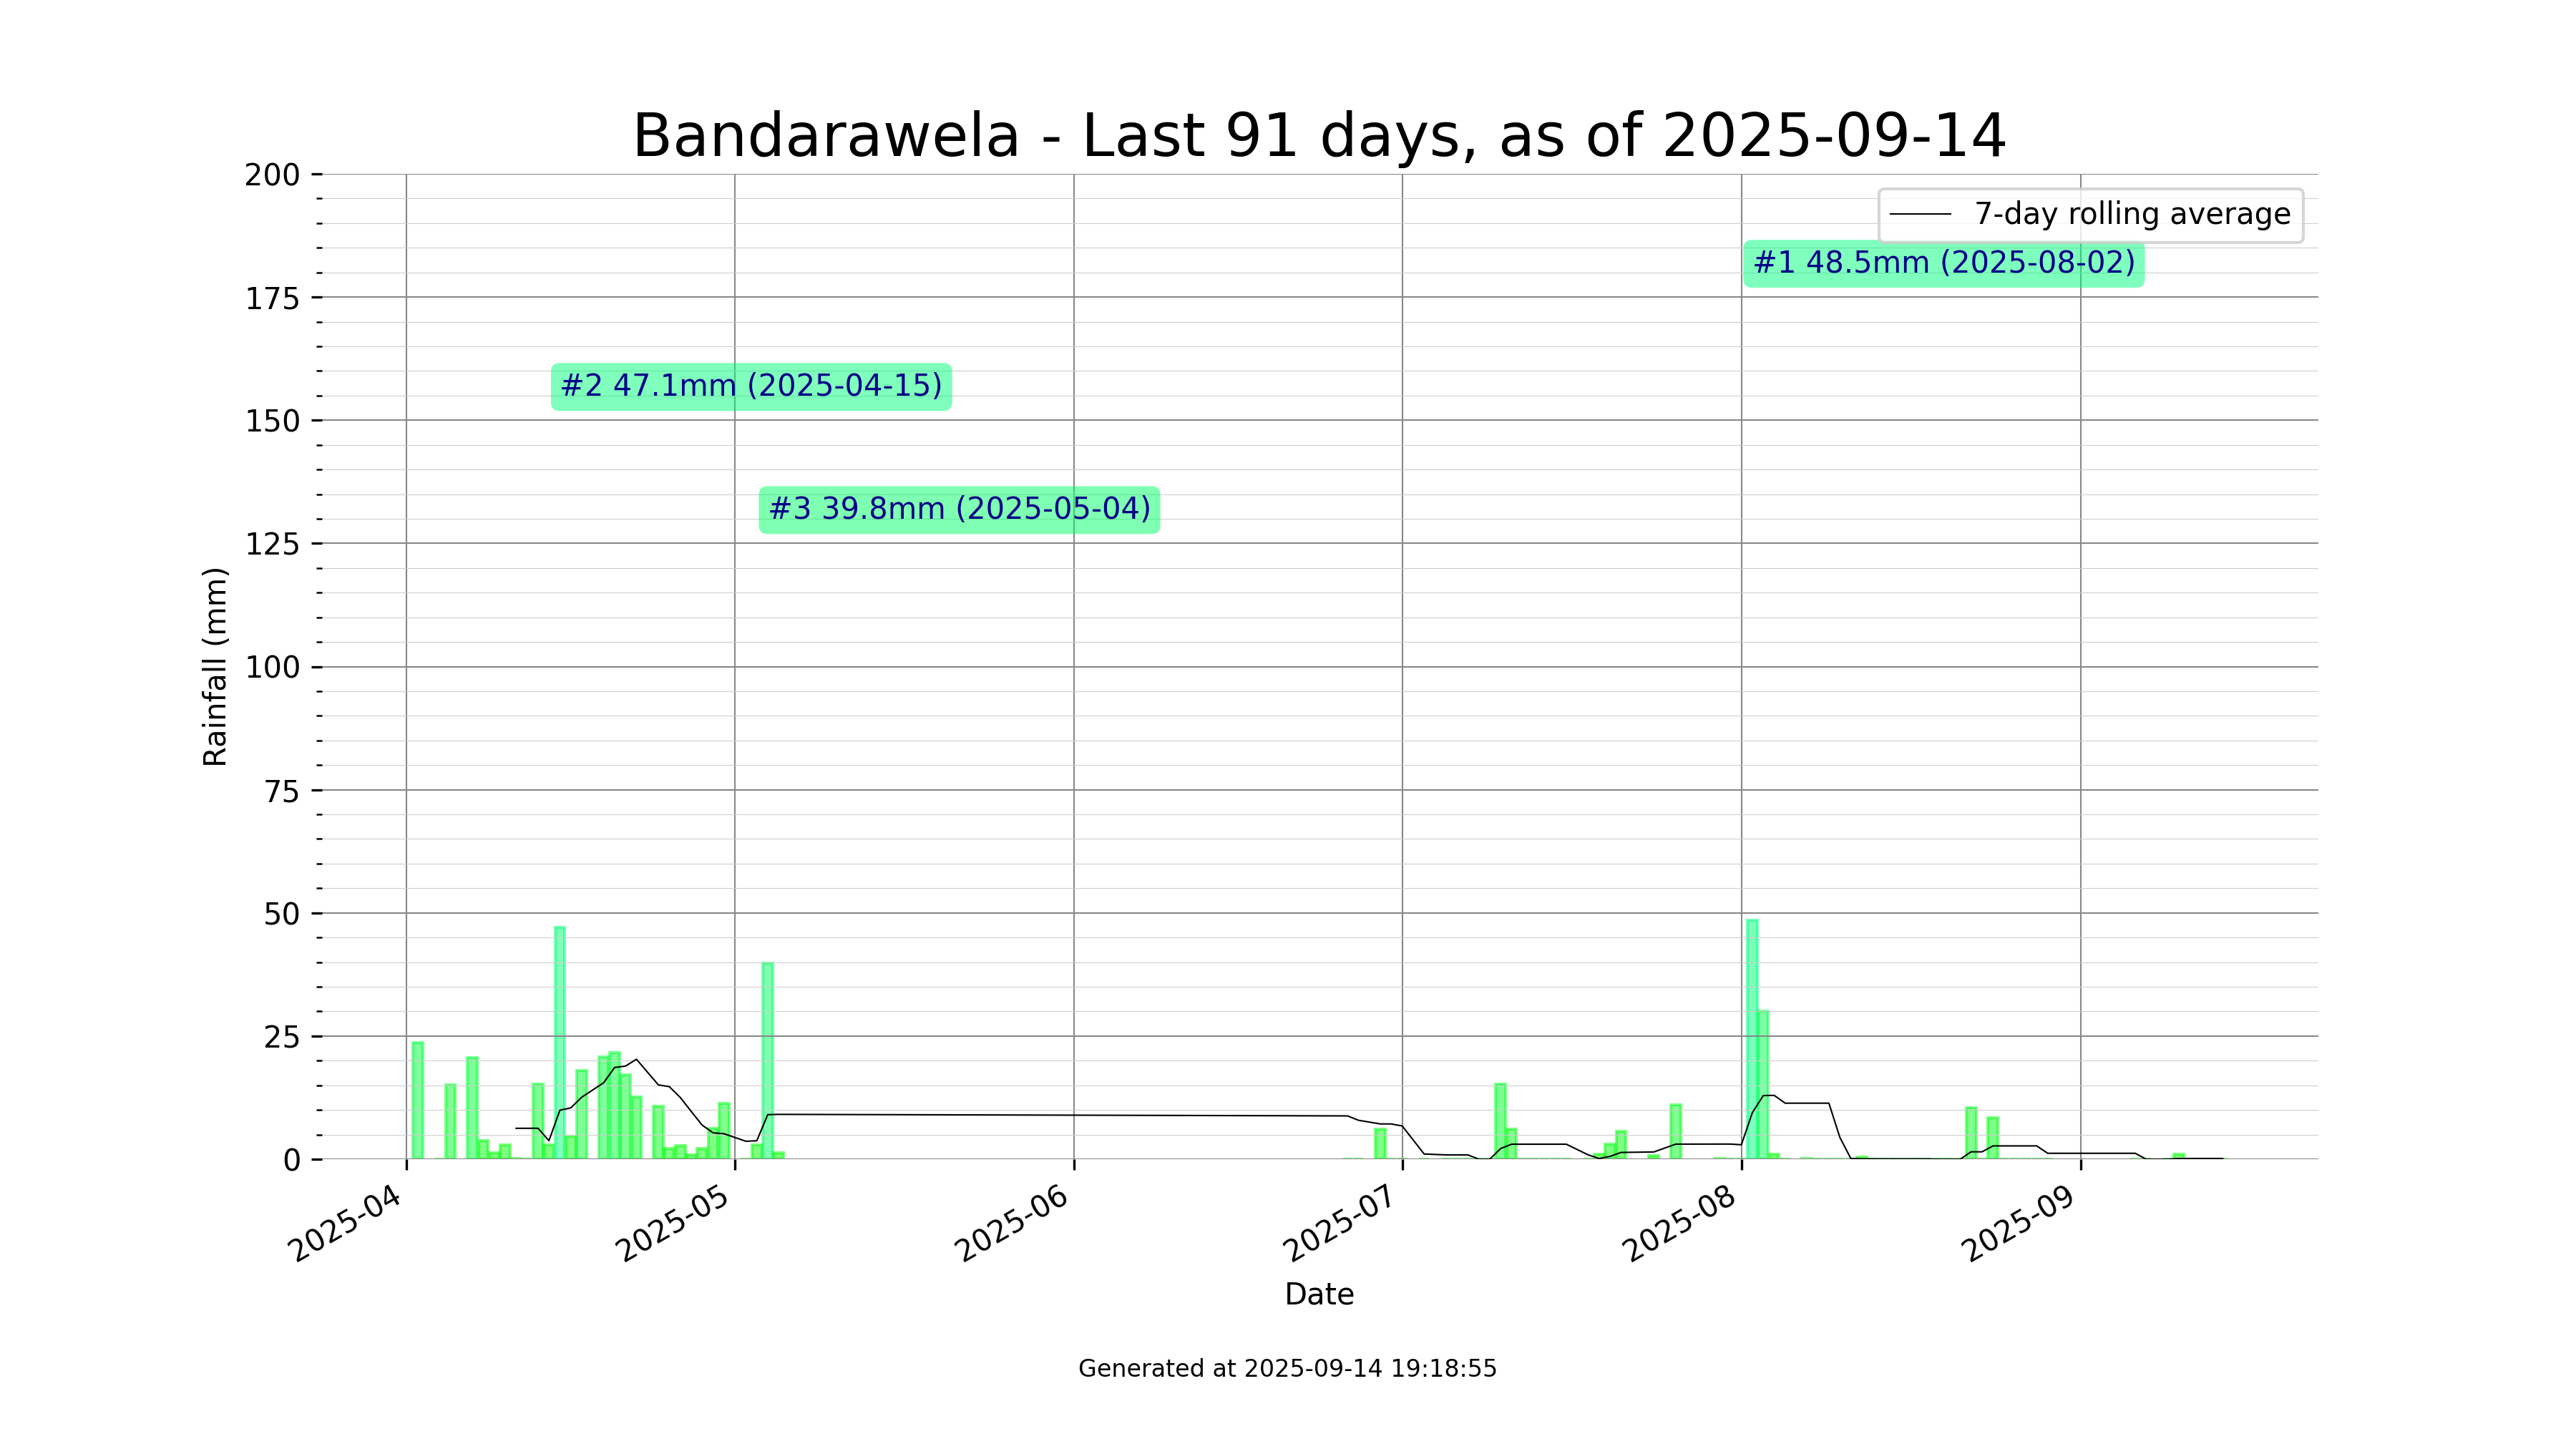 Bandarawela - Last 91 days, as of 2025-09-14
200
175
150
125
100
75
50
25
0
Rainfall (mm)
7-day rolling average
#1 48.5mm (2025-08-02)
#2 47.1mm (2025-04-15)
#3 39.8mm (2025-05-04)
2025-04
2025-05
2025-06
2025-07
2025-08
2025-09
Date
Generated at 2025-09-14 19:18:55